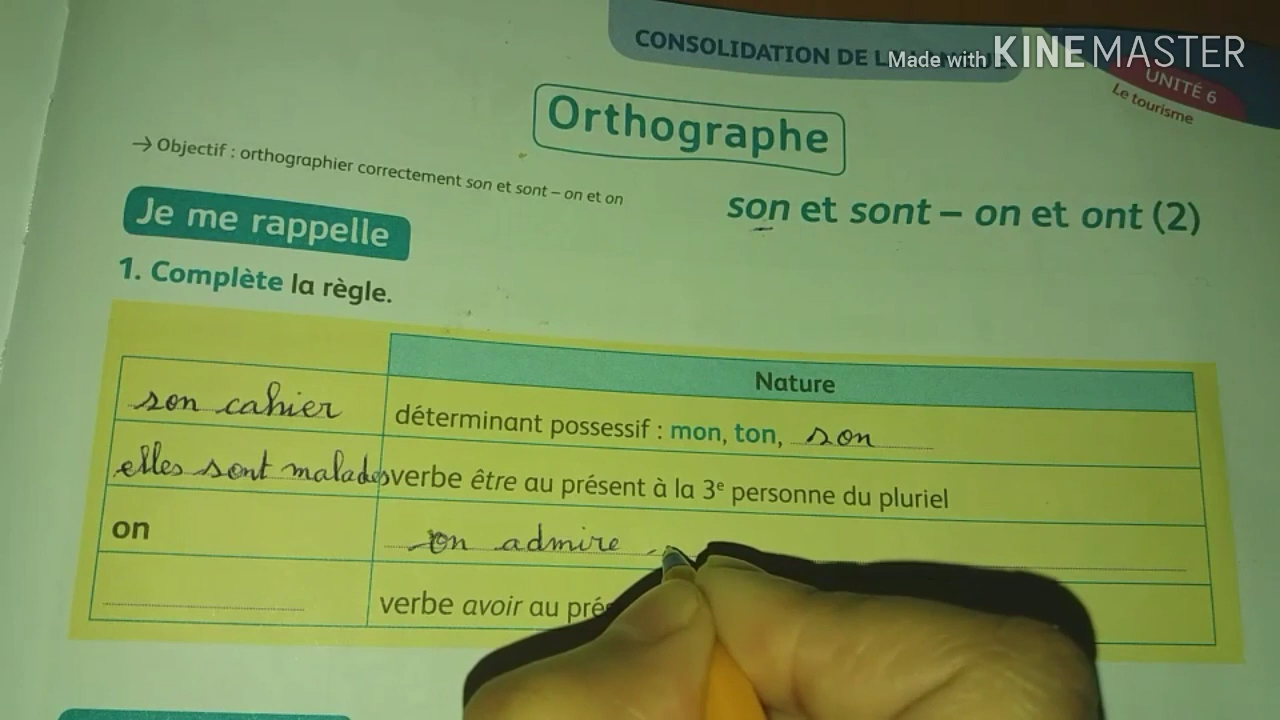 CONSOLIDATION DE L
Made with KINEMASTER
UNITÉ 6
Le tourisme
Orthographe
→ Objectif : orthographier correctement son et sont – on et on
son et sont – on et ont (2)
Je me rappelle
1. Complète la règle.
Nature
son cahier
déterminant possessif : mon, ton, son
elles sont malades
verbe être au présent à la 3e personne du pluriel
on
on admire
verbe avoir au pré